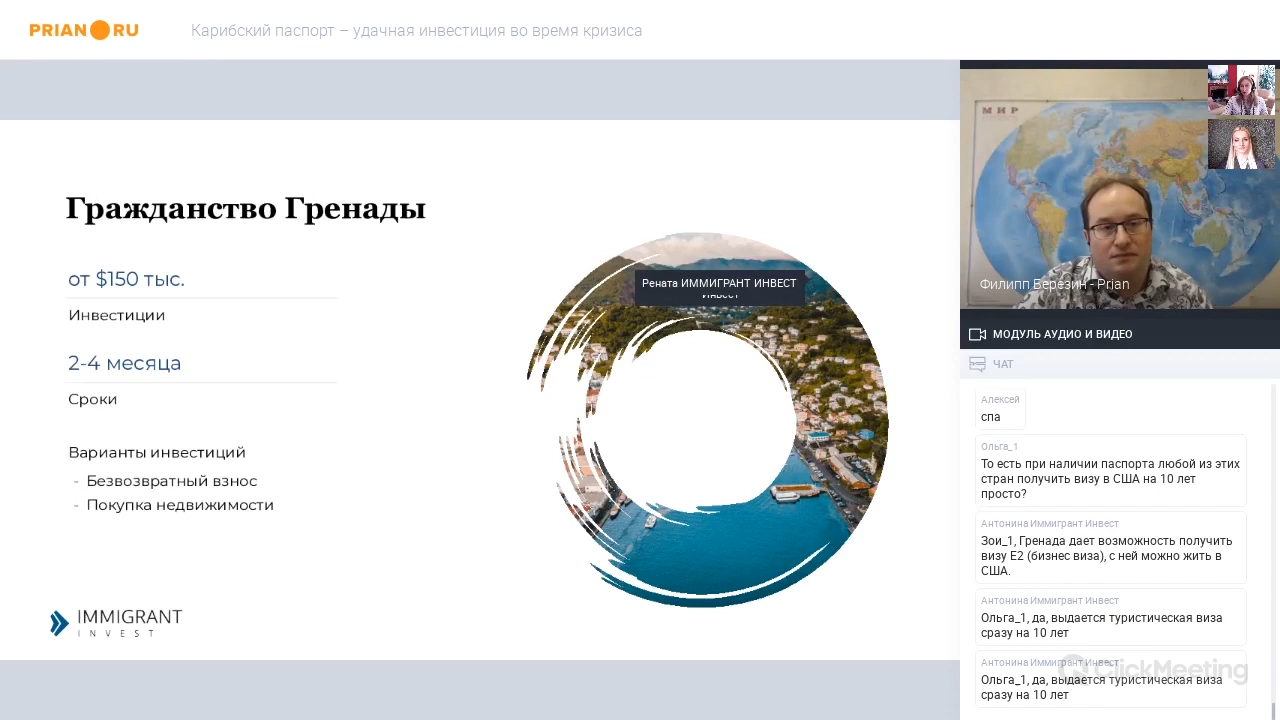 PRIAN RU
Карибский паспорт – удачная инвестиция во время кризиса
Гражданство Гренады
от $150 тыс.
Инвестиции
2-4 месяца
Сроки
Варианты инвестиций
- Безвозвратный взнос
- Покупка недвижимости
IMMIGRANT
INVEST
Рената ИММИГРАНТ ИНВЕСТ
МИР
Филипп Березин - Prian
МОДУЛЬ АУДИО И ВИДЕО
ЧАТ
Алексей
спа
Ольга_1
То есть при наличии паспорта любой из этих
стран получить визу в США на 10 лет
просто?
Антонина Иммигрант Инвест
Зои_1, Гренада дает возможность получить
визу E2 (бизнес виза), с ней можно жить в
США.
Антонина Иммигрант Инвест
Ольга_1, да, выдается туристическая виза
сразу на 10 лет
Антонина Иммигрант Инвест
Ольга_1, да, выдается туристическая виза
сразу на 10 лет
ClickMeeting